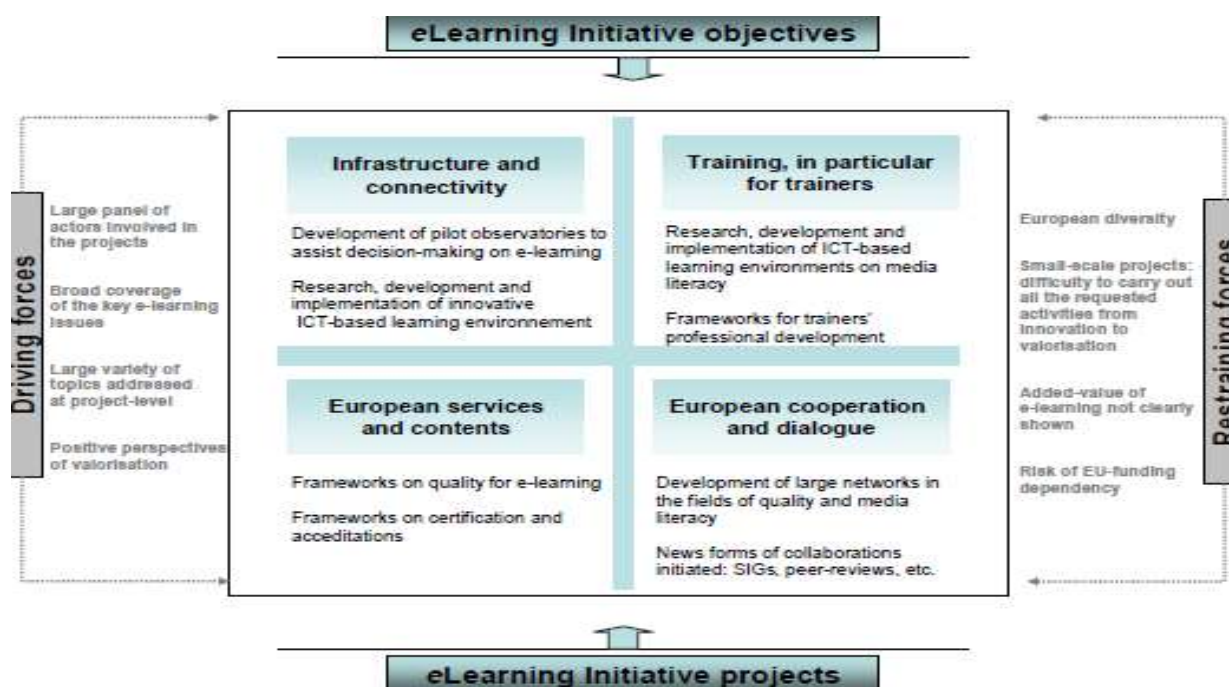 eLearning Initiative objectives
Driving forces
Large panel of
actors involved in
the projects
Broad coverage
of the key e-learning
issues
Large variety of
topics addressed
at project-level
Positive perspectives
of valorisation
Infrastructure and
connectivity
Development of pilot observatories to
assist decision-making on e-learning
Research, development and
implementation of innovative
ICT-based learning environnement
Training, in particular
for trainers
Research, development and
implementation of ICT-based
learning environments on media
literacy
Frameworks for trainers'
professional development
European services
and contents
Frameworks on quality for e-learning
Frameworks on certification and
acceditations
European cooperation
and dialogue
Development of large networks in
the fields of quality and media
literacy
News forms of collaborations
initiated: SIGs, peer-reviews, etc.
European diversity
Small-scale projects:
difficulty to carry out
all the requested
activities from
innovation to
valorisation
Added-value of
e-learning not clearly
shown
Risk of EU-funding
dependency
Restraining forces
eLearning Initiative projects